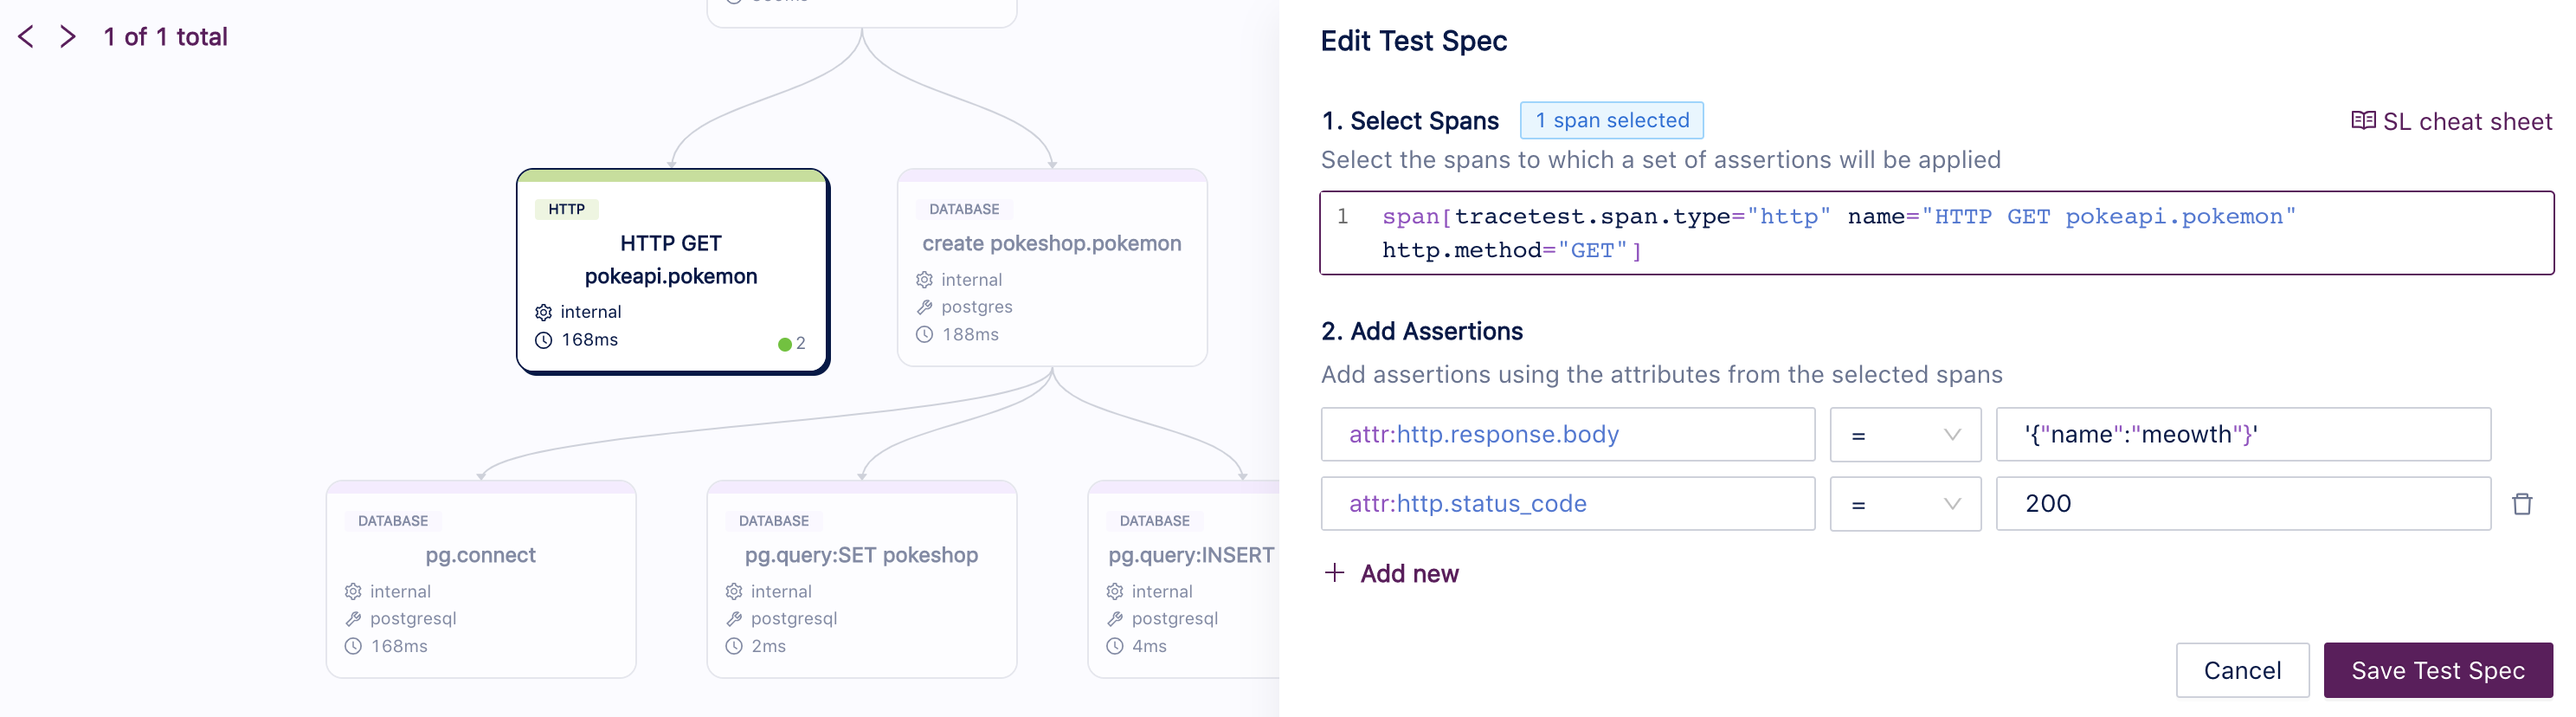 1 of 1 total
HTTP
HTTP GET
pokeapi.pokemon
internal
168ms
2
DATABASE
create pokeshop.pokemon
internal
postgres
188ms
DATABASE
pg.connect
internal
postgresql
168ms
DATABASE
pg.query:SET pokeshop
internal
postgresql
2ms
DATABASE
pg.query:INSERT
internal
postgresql
4ms
Edit Test Spec
1. Select Spans
1 span selected
SL cheat sheet
Select the spans to which a set of assertions will be applied
1 span[tracetest.span.type="http" name="HTTP GET pokeapi.pokemon"
http.method="GET"]
2. Add Assertions
Add assertions using the attributes from the selected spans
attr:http.response.body = '{"name":"meowth"}'
attr:http.status_code = 200
+ Add new
Cancel
Save Test Spec